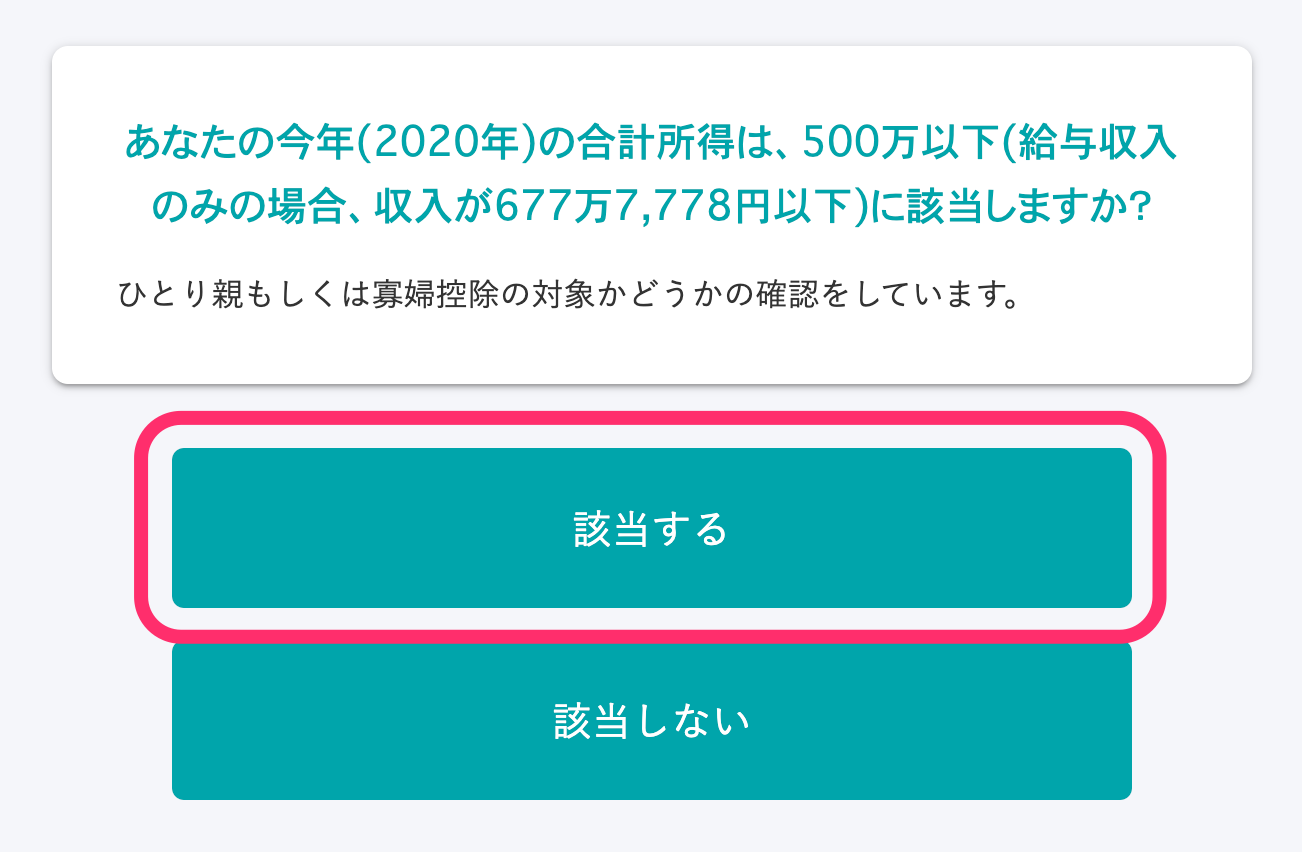 あなたの今年(2020年)の合計所得は、500万以下(給与収入
のみの場合、収入が677万7,778円以下)に該当しますか?
ひとり親もしくは寡婦控除の対象かどうかの確認をしています。
該当する
該当しない